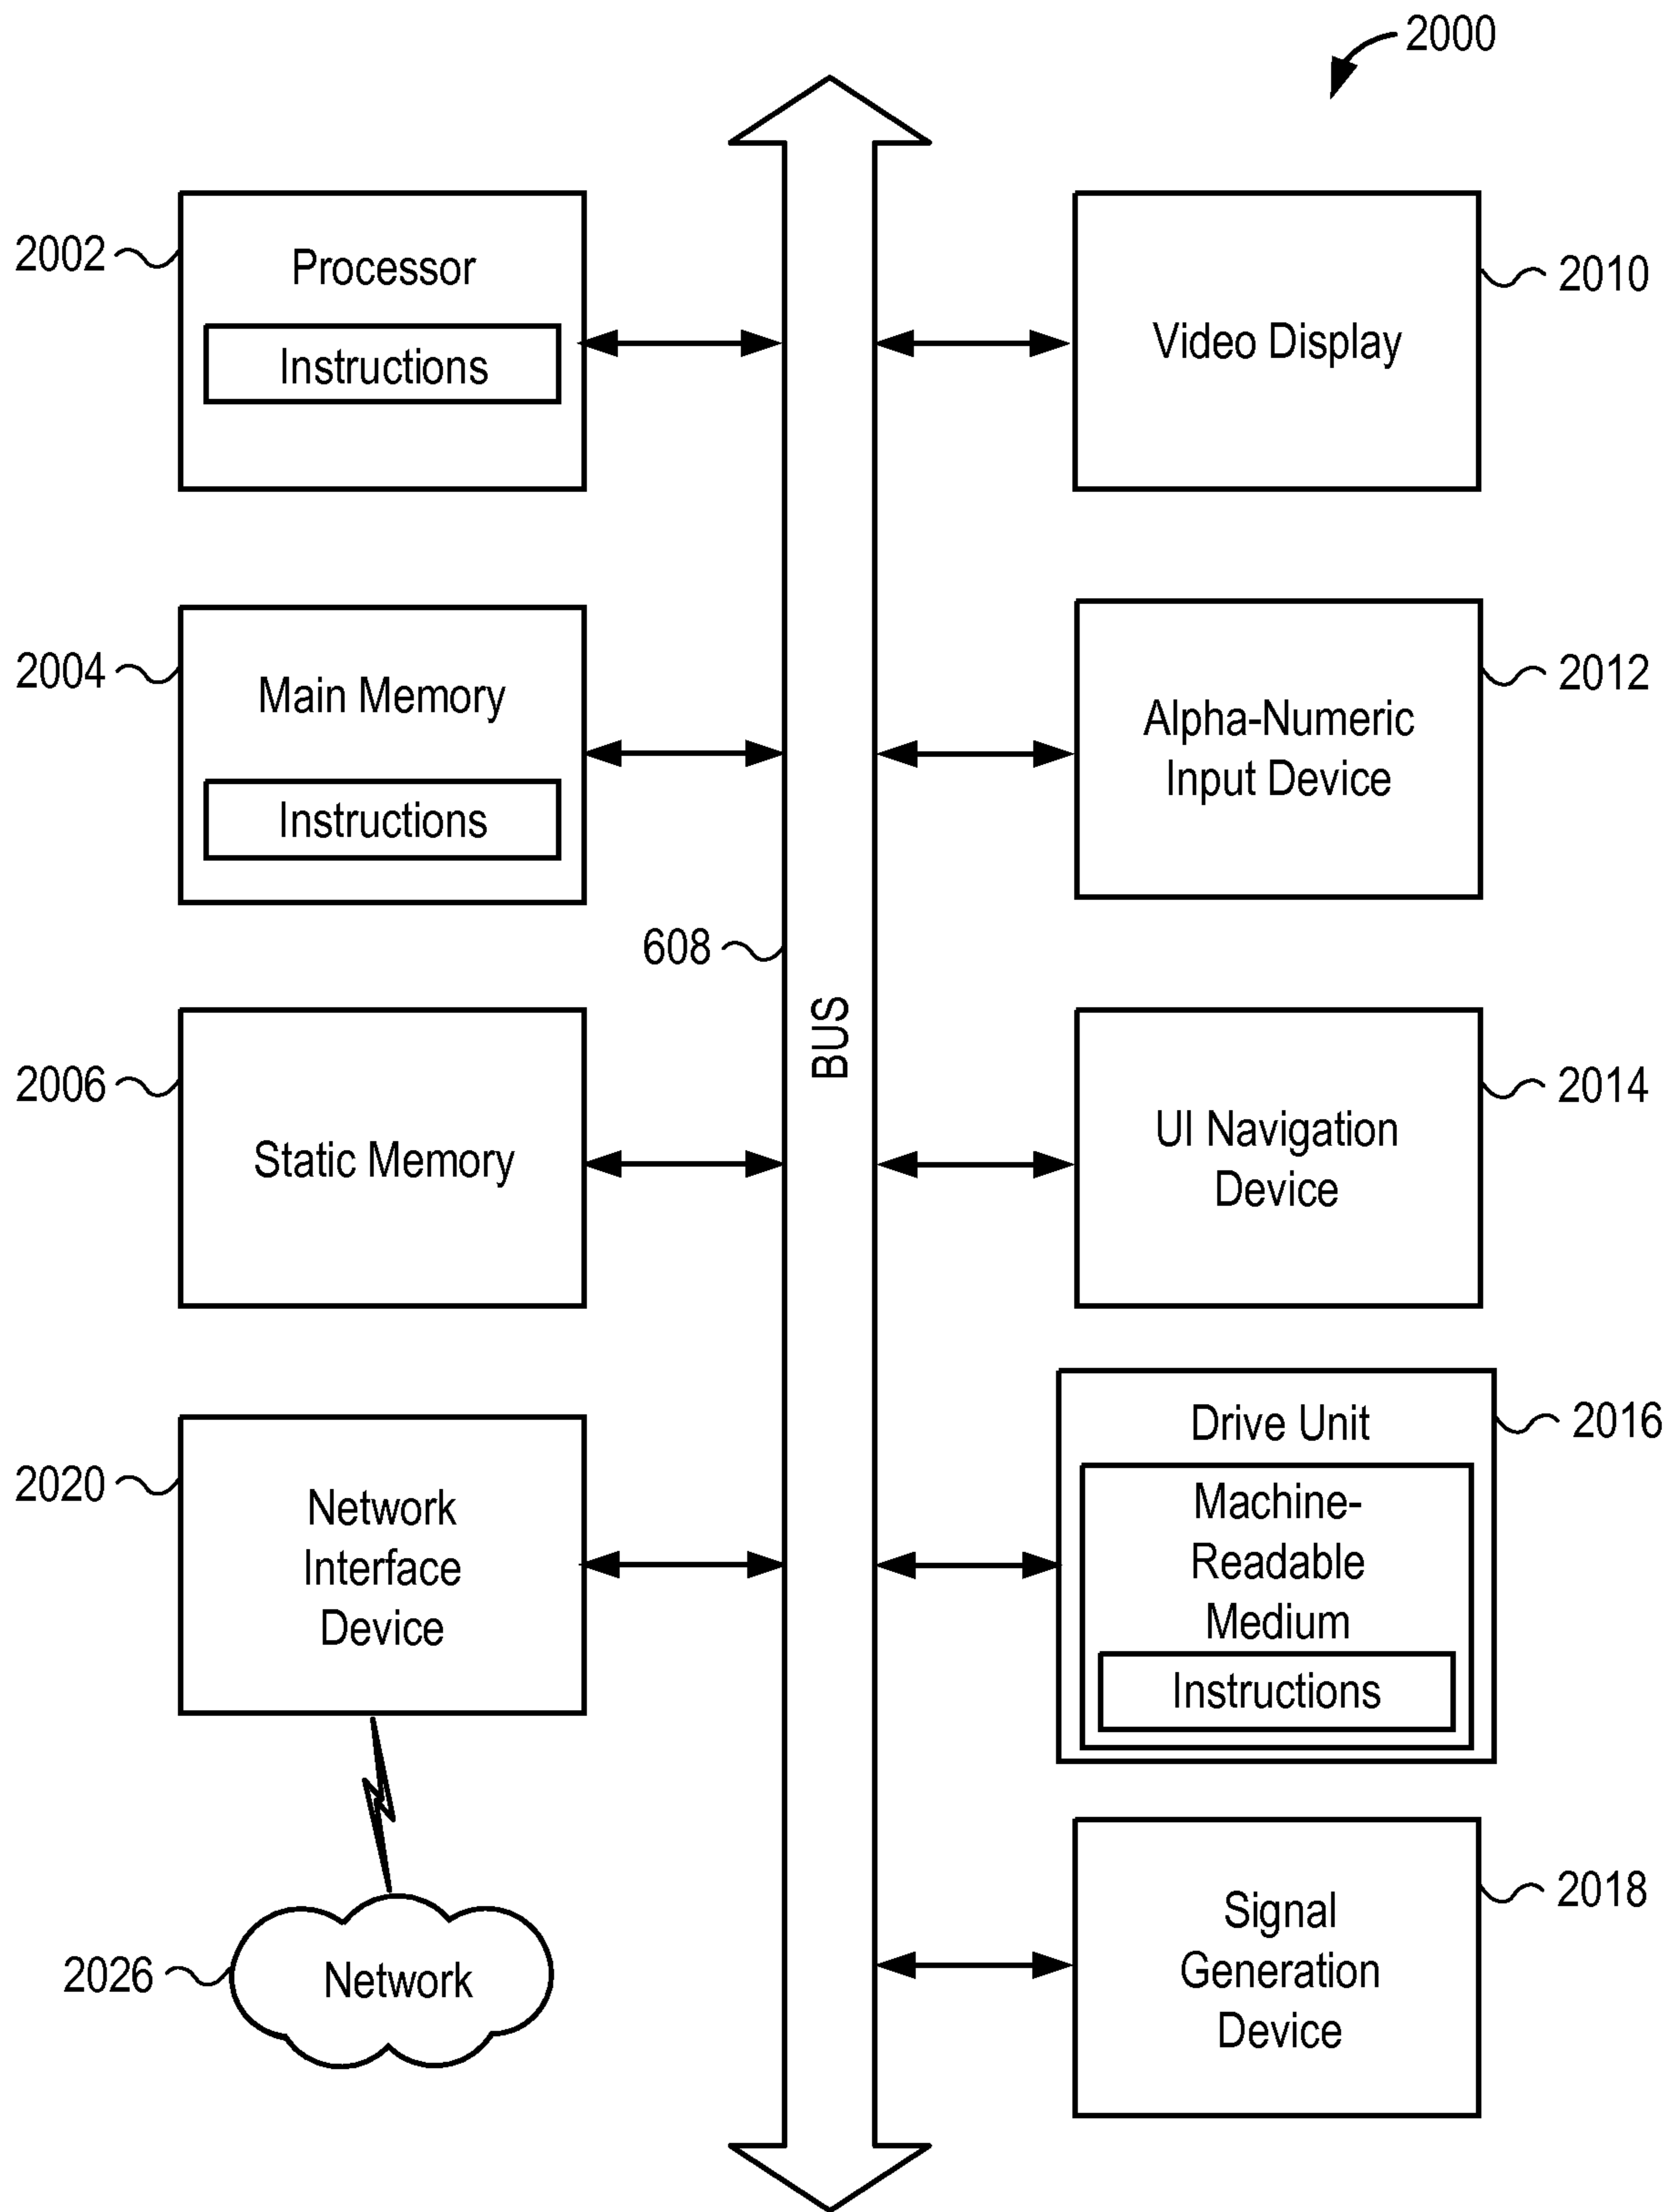 2000
2002
Processor
Instructions
2010
Video Display
2004
Main Memory
Instructions
2012
Alpha-Numeric
Input Device
608
BUS
2006
Static Memory
2014
UI Navigation
Device
2020
Network
Interface
Device
2016
Drive Unit
Machine-
Readable
Medium
Instructions
2026
Network
2018
Signal
Generation
Device